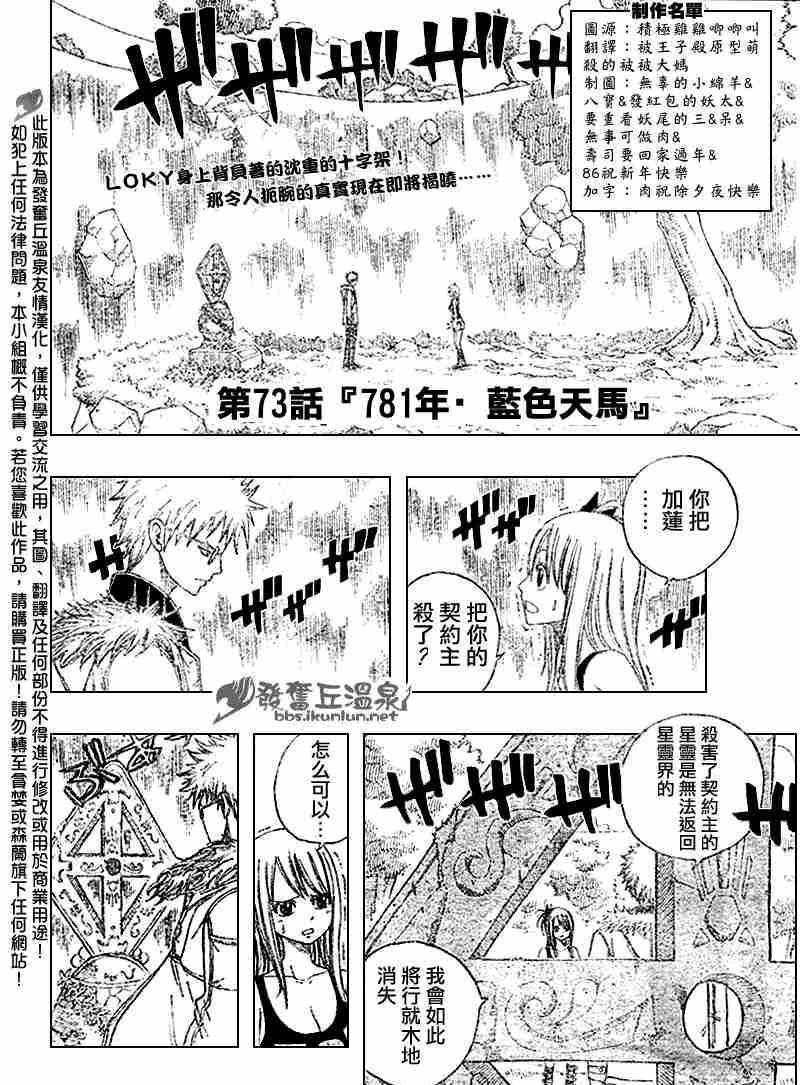 制作名單
圖源：積極雞雞唧唧叫
翻譯：被王子殿原型萌
殺的被被大媽
制圖：無辜的小綿羊&
八寶&發紅包的妖太&
要重看妖尾的三&呆&
無事可做肉&
壽司要回家過年&
86祝新年快樂
加字：肉祝除夕夜快樂
ザザザザザ
LOKY身上背負著的沈重的十字架！
那令人扼腕的真實現在即將揭曉……
第73話『781年·藍色天馬』
你把
加蓮
……
把你的
契約主
殺了?
發奮丘溫泉
bbs.ikunlun.net
殺害了契約主的
星靈是無法返回
星靈界的
我會如此
將行就木地
消失
怎么可以…
此版本為發奮丘溫泉友情漢化，僅供學習交流之用，其圖、翻譯及任何部份不得進行修改或用於商業用途！
如犯上任何法律問題，本小組概不負責。若您喜歡此作品，請購買正版！請勿轉至貪婪或森蘭旗下任何網站！